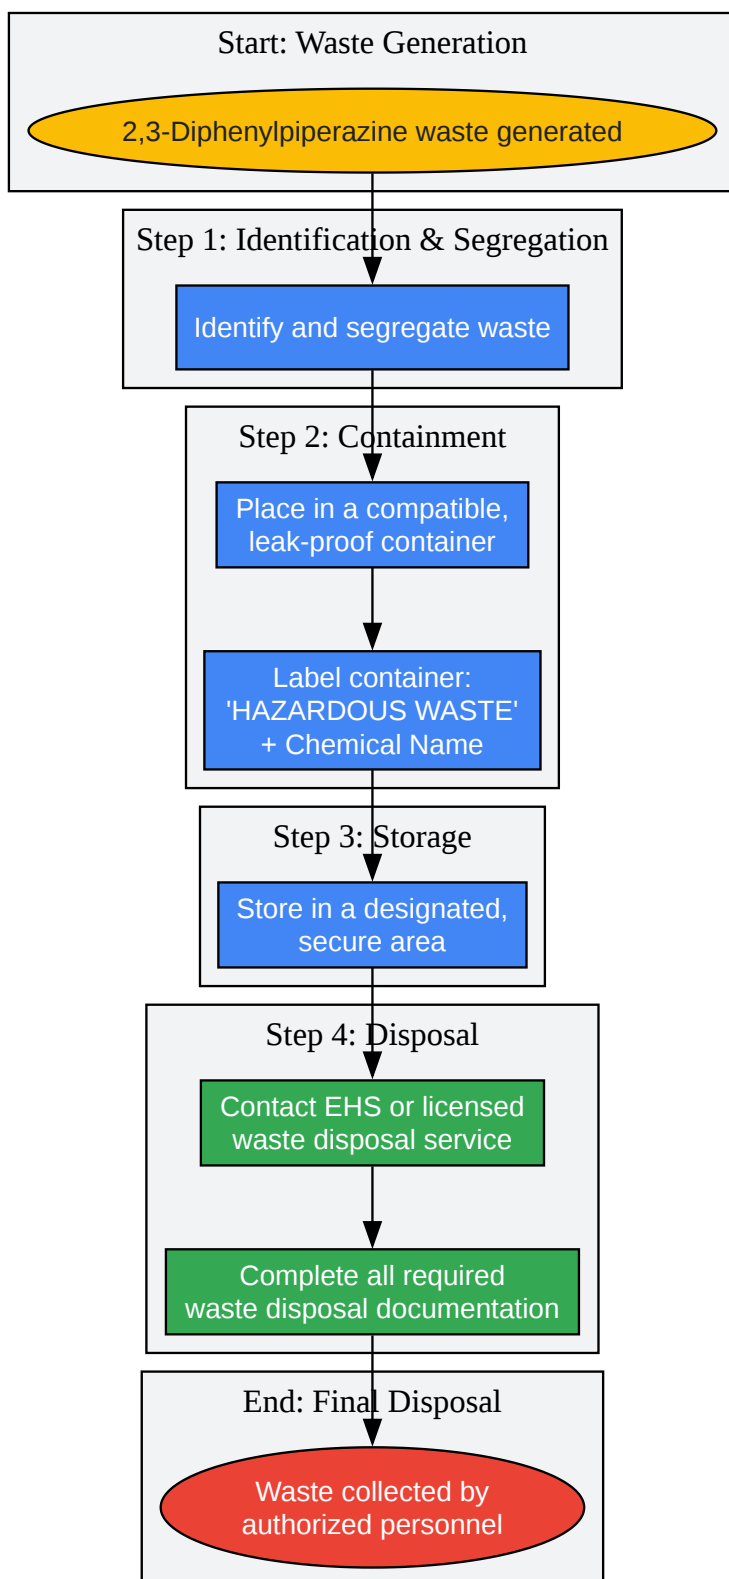 Start: Waste Generation
2,3-Diphenylpiperazine waste generated
Step 1: Identification & Segregation
Identify and segregate waste
Step 2: Containment
Place in a compatible,
leak-proof container
Label container:
'HAZARDOUS WASTE'
+ Chemical Name
Step 3: Storage
Store in a designated,
secure area
Step 4: Disposal
Contact EHS or licensed
waste disposal service
Complete all required
waste disposal documentation
End: Final Disposal
Waste collected by
authorized personnel